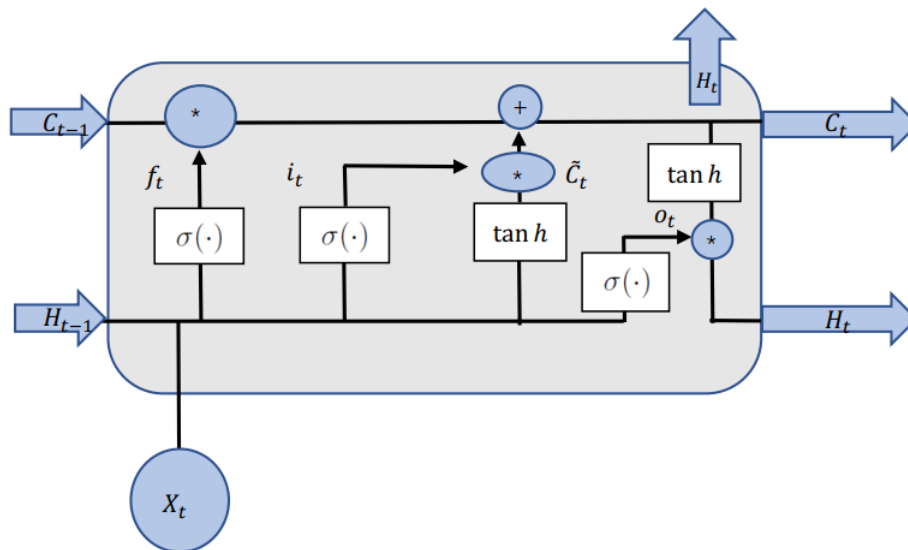 H_t
C_{t-1}
*
+
C_t
f_t
i_t
*
C̃_t
tan h
σ(·)
σ(·)
tan h
o_t
*
σ(·)
H_{t-1}
H_t
X_t